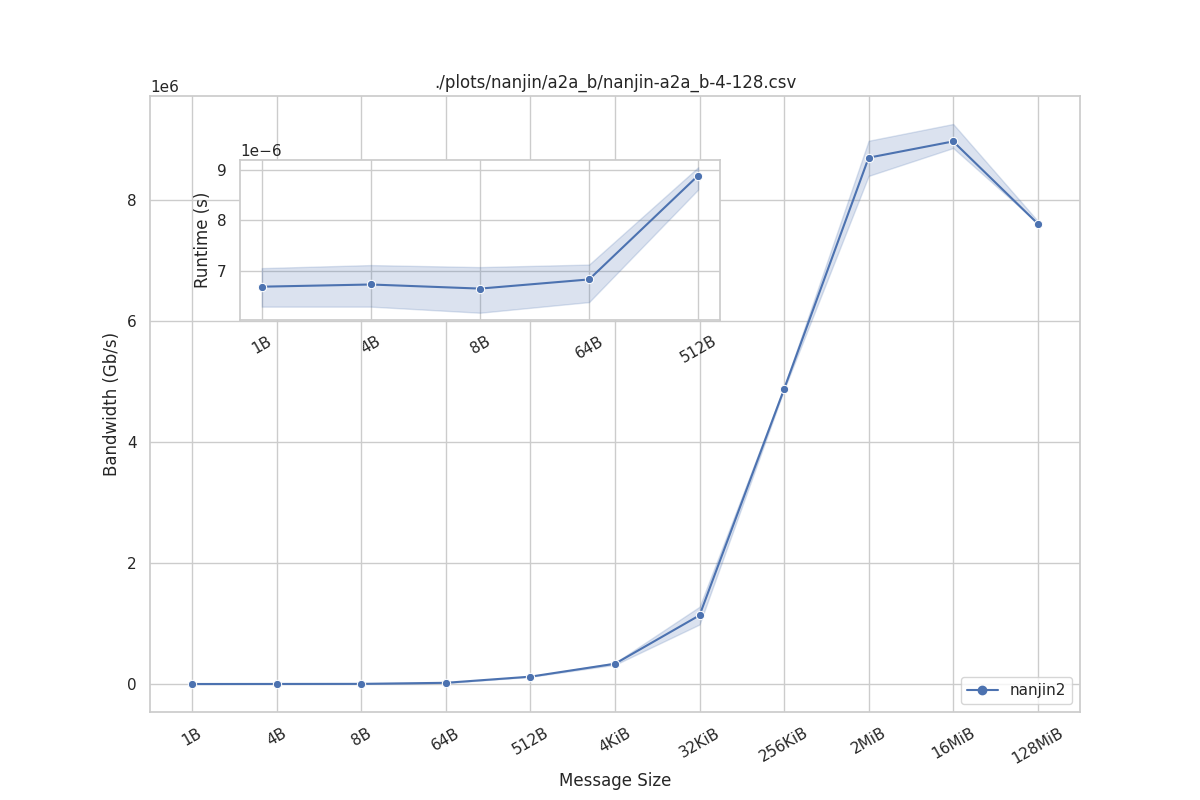 ./plots/nanjin/a2a_b/nanjin-a2a_b-4-128.csv
1e6
1e−6
9
8
7
Runtime (s)
1B
4B
8B
64B
512B
8
6
4
2
0
Bandwidth (Gb/s)
nanjin2
1B
4B
8B
64B
512B
4KiB
32KiB
256KiB
2MiB
16MiB
128MiB
Message Size